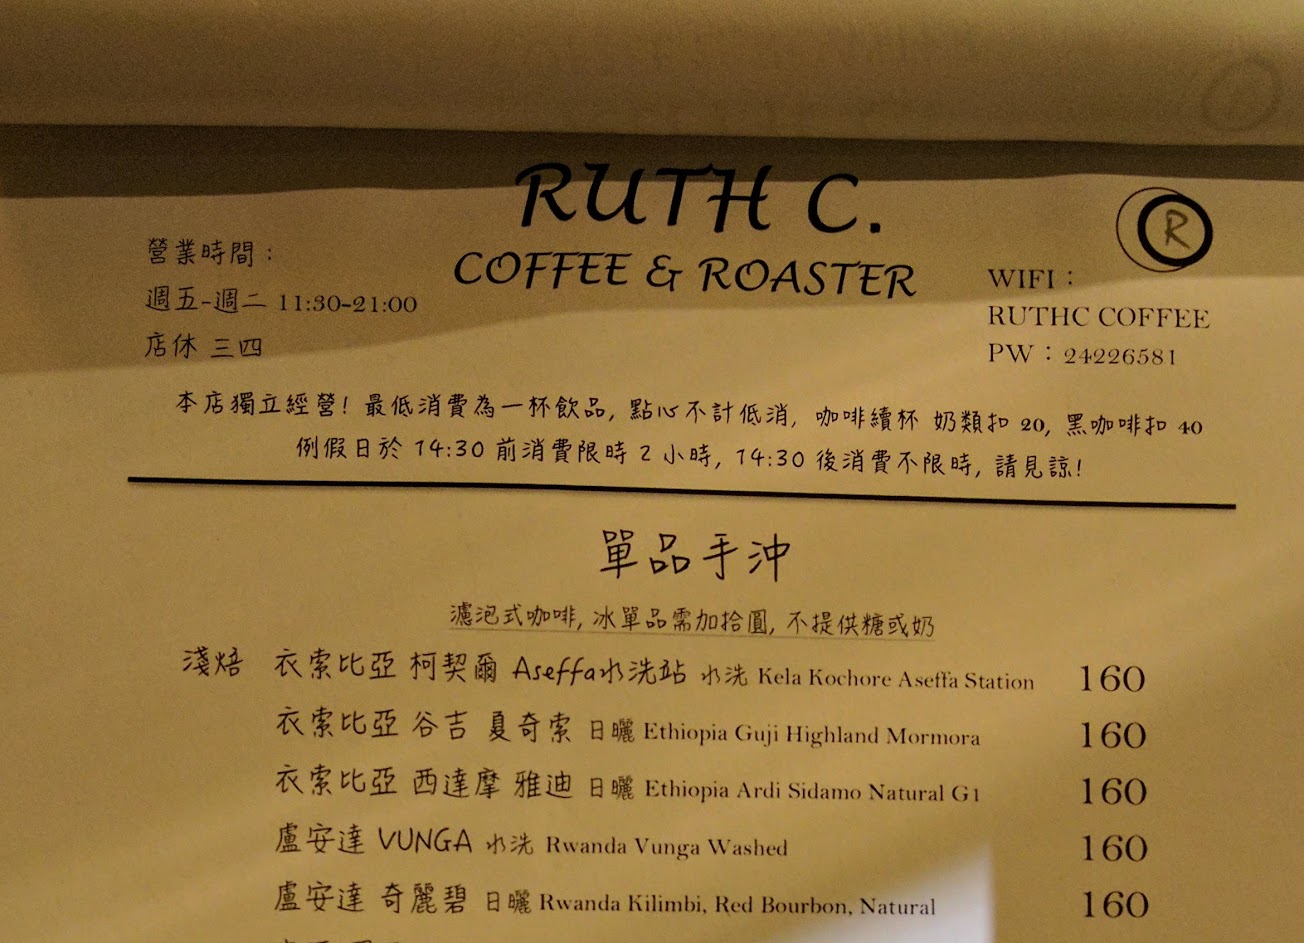 RUTH C.
COFFEE & ROASTER
R
營業時間：
週五-週二 11:30-21:00
店休 三四
WIFI：
RUTHC COFFEE
PW：24226581
本店獨立經營! 最低消費為一杯飲品, 點心不計低消, 咖啡續杯 奶類扣 20, 黑咖啡扣 40
例假日於 14:30 前消費限時 2 小時, 14:30 後消費不限時, 請見諒!
單品手沖
濾泡式咖啡, 冰單品需加拾圓, 不提供糖或奶
淺焙 衣索比亞 柯契爾 Aseffa水洗站 水洗 Kela Kochore Aseffa Station 160
衣索比亞 谷吉 夏奇索 日曬 Ethiopia Guji Highland Mormora 160
衣索比亞 西達摩 雅迪 日曬 Ethiopia Ardi Sidamo Natural G1 160
盧安達 VUNGA 水洗 Rwanda Vunga Washed 160
盧安達 奇麗碧 日曬 Rwanda Kilimbi, Red Bourbon, Natural 160